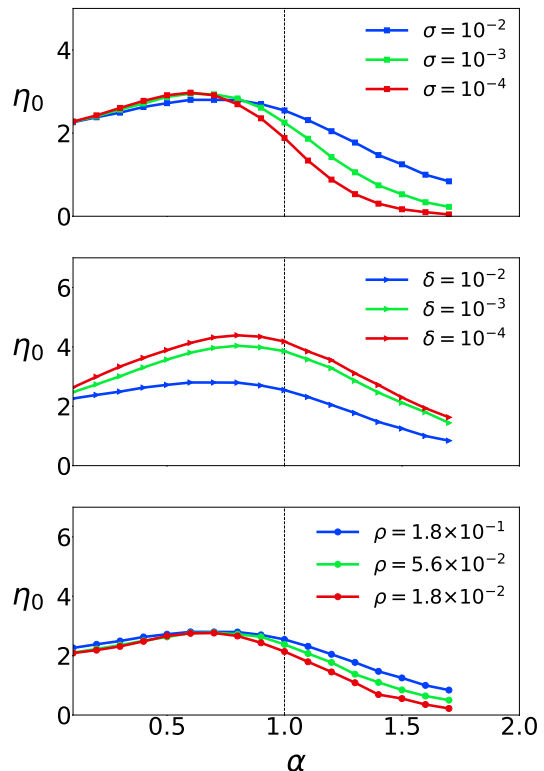 4
η₀
2
0
σ = 10⁻²
σ = 10⁻³
σ = 10⁻⁴
6
η₀
4
2
0
δ = 10⁻²
δ = 10⁻³
δ = 10⁻⁴
6
η₀
4
2
0
ρ = 1.8×10⁻¹
ρ = 5.6×10⁻²
ρ = 1.8×10⁻²
0.5 1.0 1.5 2.0
α